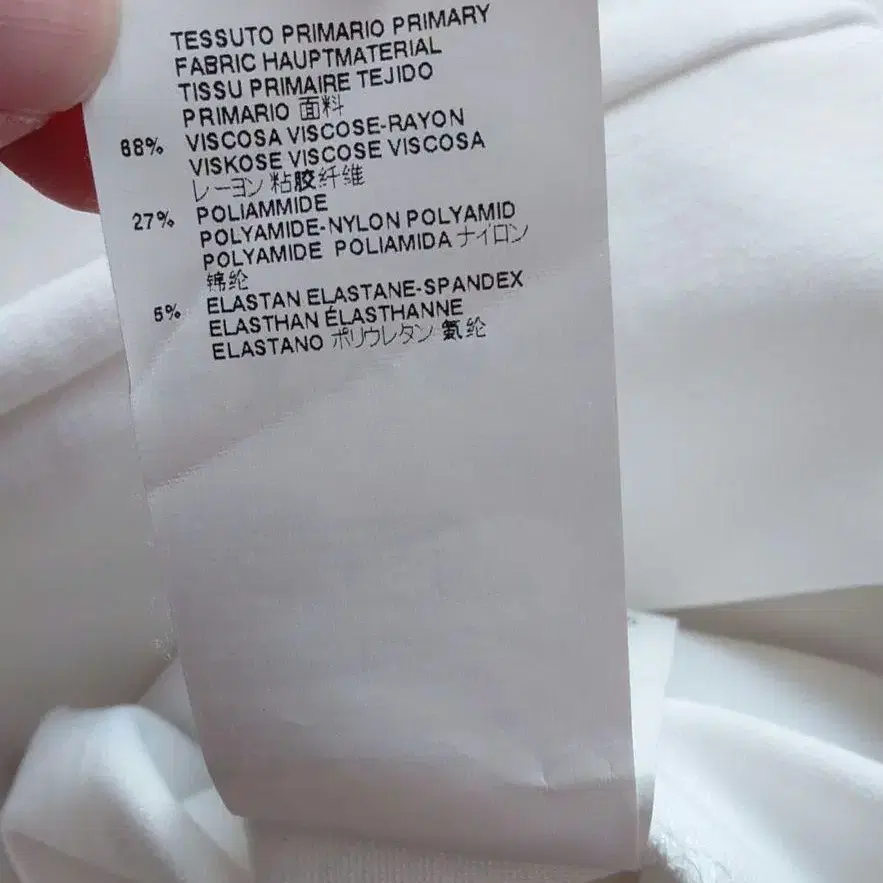 TESSUTO PRIMARIO PRIMARY
FABRIC HAUPTMATERIAL
TISSU PRIMAIRE TEJIDO
PRIMARIO 面料
68% VISCOSA VISCOSE-RAYON
VISKOSE VISCOSE VISCOSA
レーヨン 粘胶纤维
27% POLIAMMIDE
POLYAMIDE-NYLON POLYAMID
POLYAMIDE POLIAMIDA ナイロン
锦纶
5% ELASTAN ELASTANE-SPANDEX
ELASTHAN ÉLASTHANNE
ELASTANO ポリウレタン 氨纶